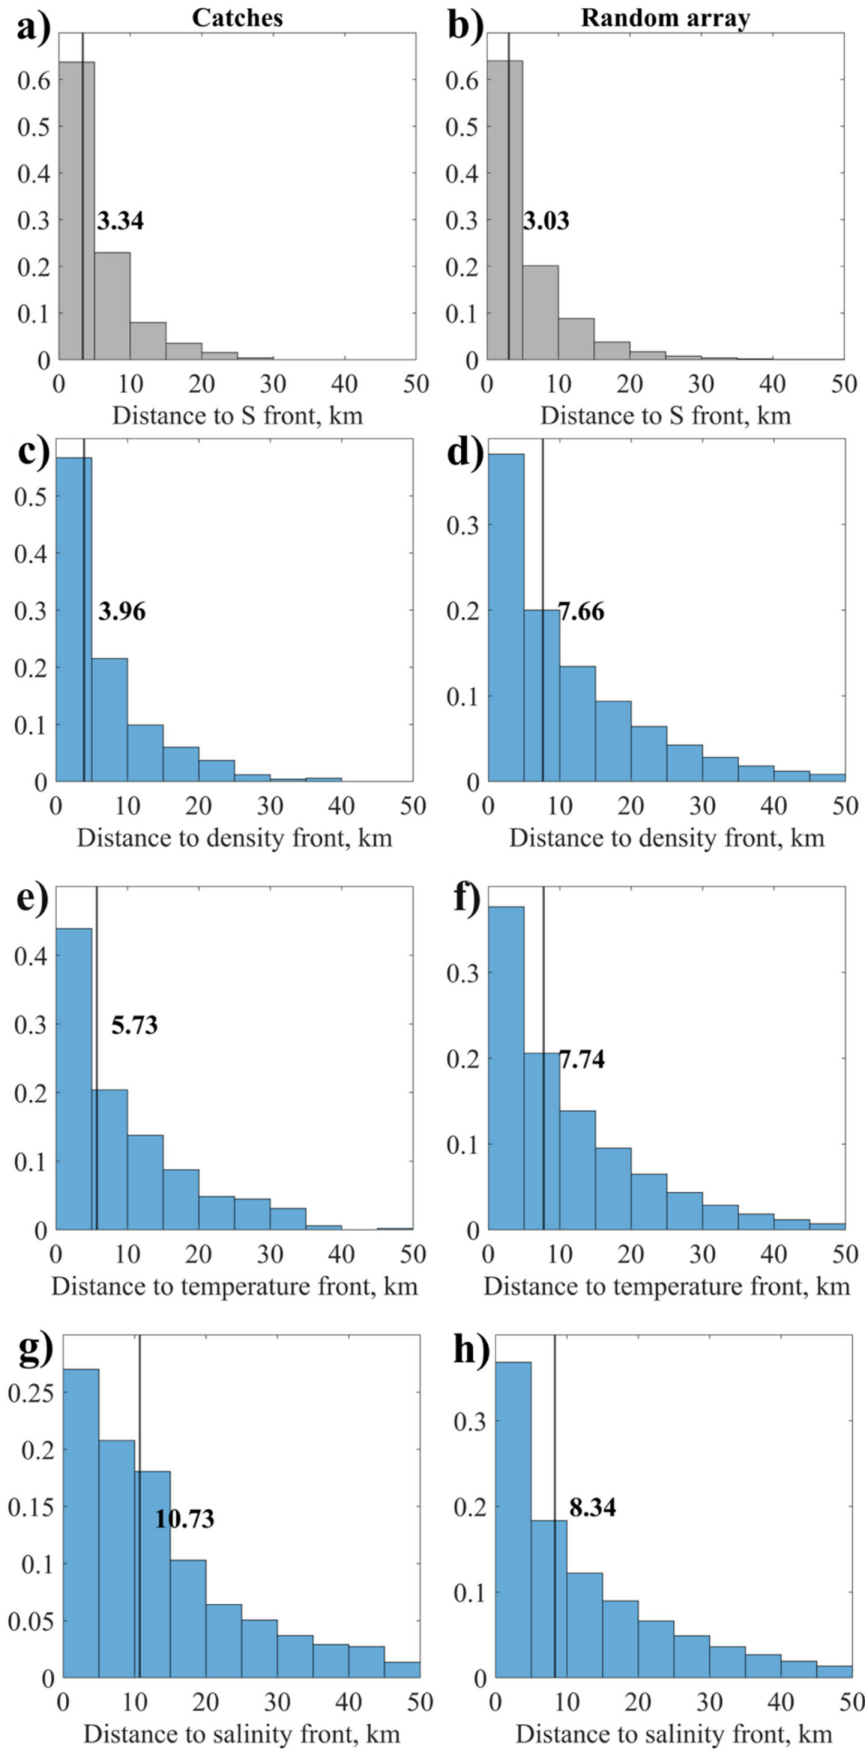 a) Catches
0.6
0.5
0.4
0.3
0.2
0.1
0
3.34
0 10 20 30 40 50
Distance to S front, km
b) Random array
0.6
0.5
0.4
0.3
0.2
0.1
0
3.03
0 10 20 30 40 50
Distance to S front, km
c)
0.5
0.4
0.3
0.2
0.1
0
3.96
0 10 20 30 40 50
Distance to density front, km
d)
0.3
0.2
0.1
0
7.66
0 10 20 30 40 50
Distance to density front, km
e)
0.4
0.3
0.2
0.1
0
5.73
0 10 20 30 40 50
Distance to temperature front, km
f)
0.3
0.2
0.1
0
7.74
0 10 20 30 40 50
Distance to temperature front, km
g)
0.25
0.2
0.15
0.1
0.05
0
10.73
0 10 20 30 40 50
Distance to salinity front, km
h)
0.3
0.2
0.1
0
8.34
0 10 20 30 40 50
Distance to salinity front, km